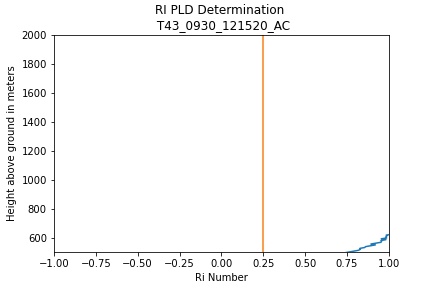 RI PLD Determination
T43_0930_121520_AC
2000
1800
1600
1400
1200
1000
800
600
Height above ground in meters
−1.00 −0.75 −0.50 −0.25 0.00 0.25 0.50 0.75 1.00
Ri Number